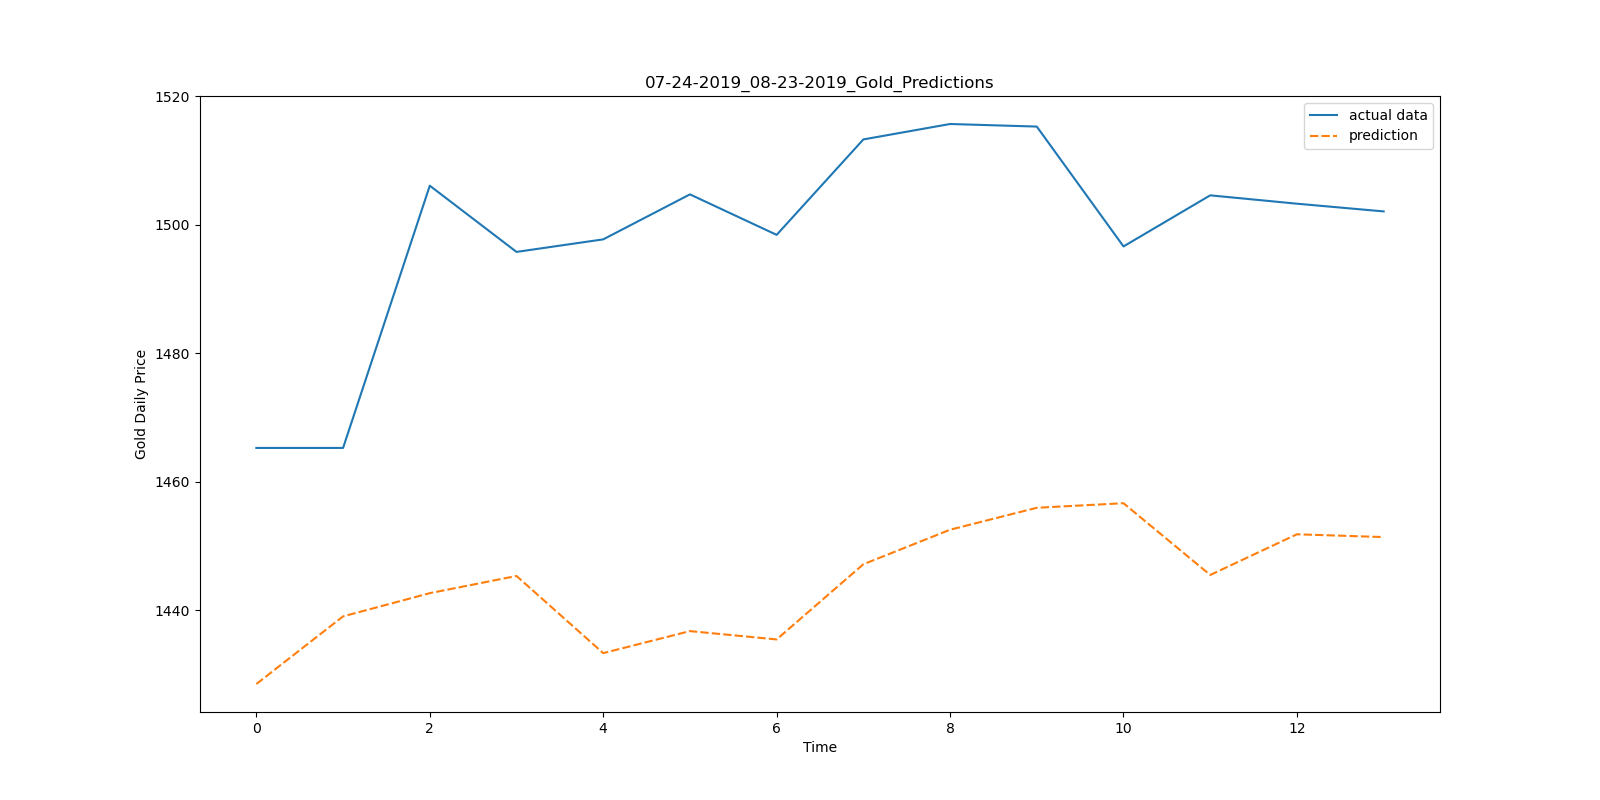 07-24-2019_08-23-2019_Gold_Predictions
1520
1500
1480
1460
1440
Gold Daily Price
actual data
prediction
0 2 4 6 8 10 12
Time